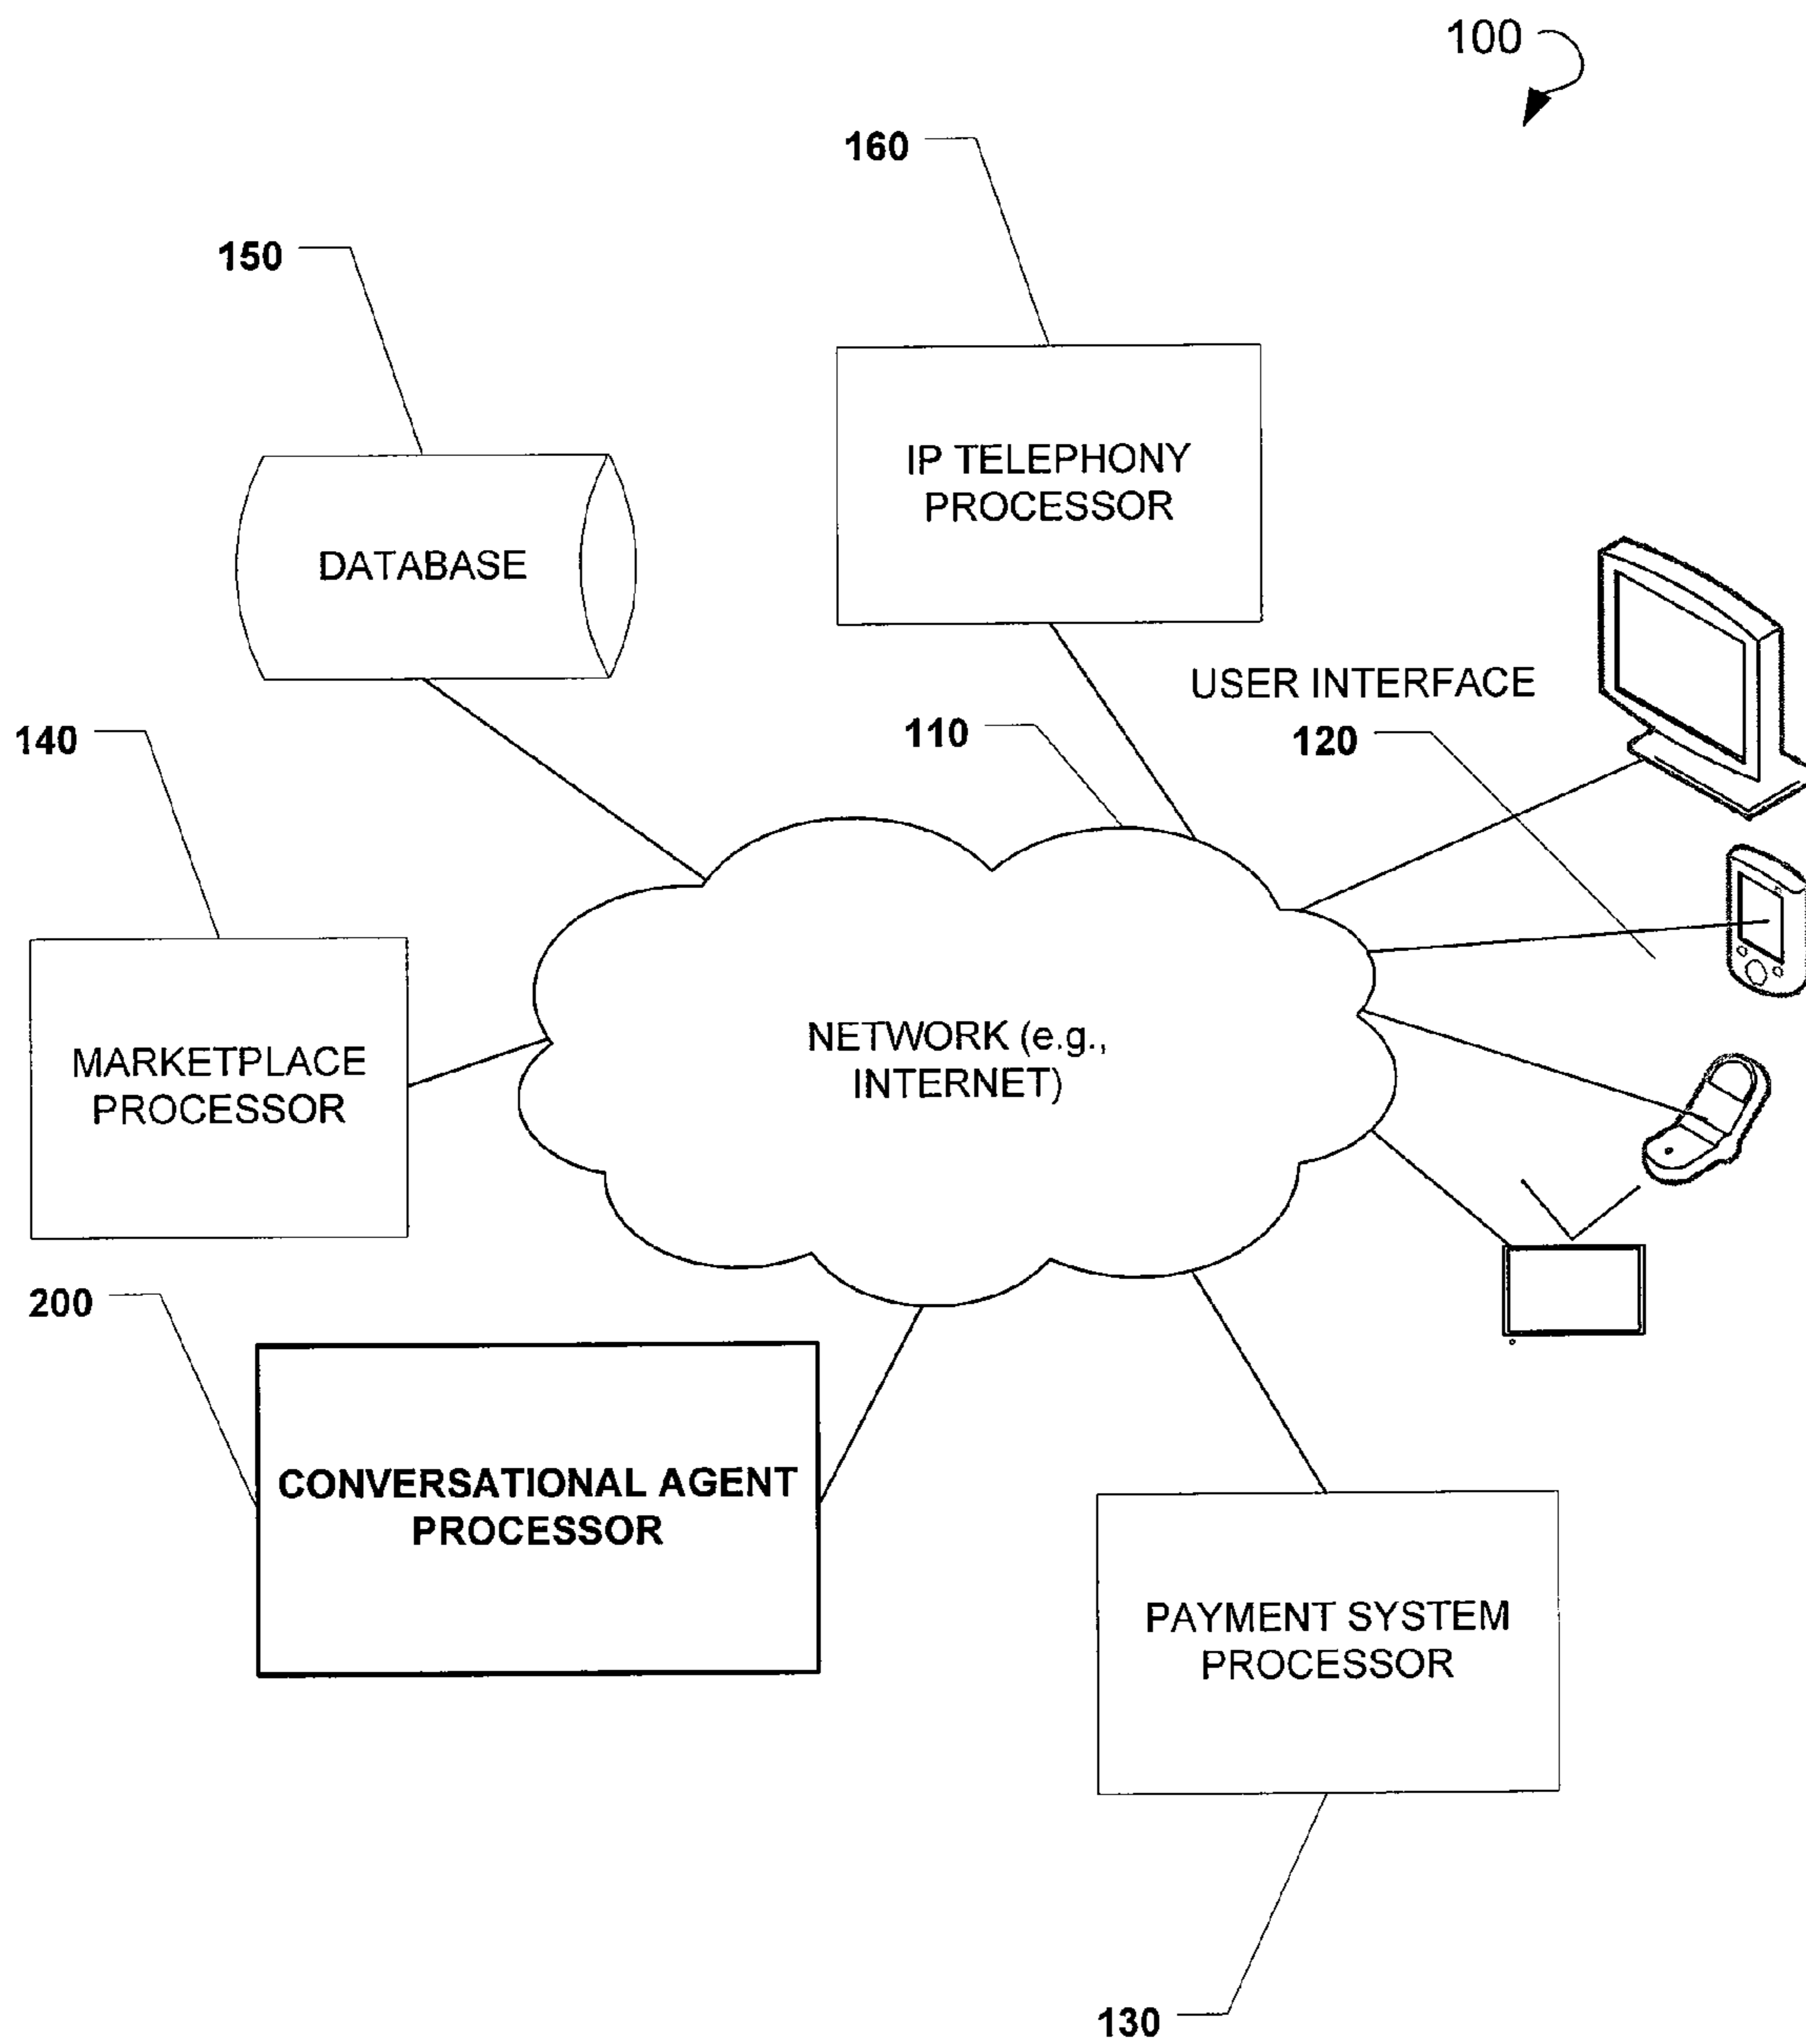 100
160
150
IP TELEPHONY
PROCESSOR
DATABASE
USER INTERFACE
140
110
120
NETWORK (e.g.,
INTERNET)
MARKETPLACE
PROCESSOR
200
CONVERSATIONAL AGENT
PROCESSOR
PAYMENT SYSTEM
PROCESSOR
130